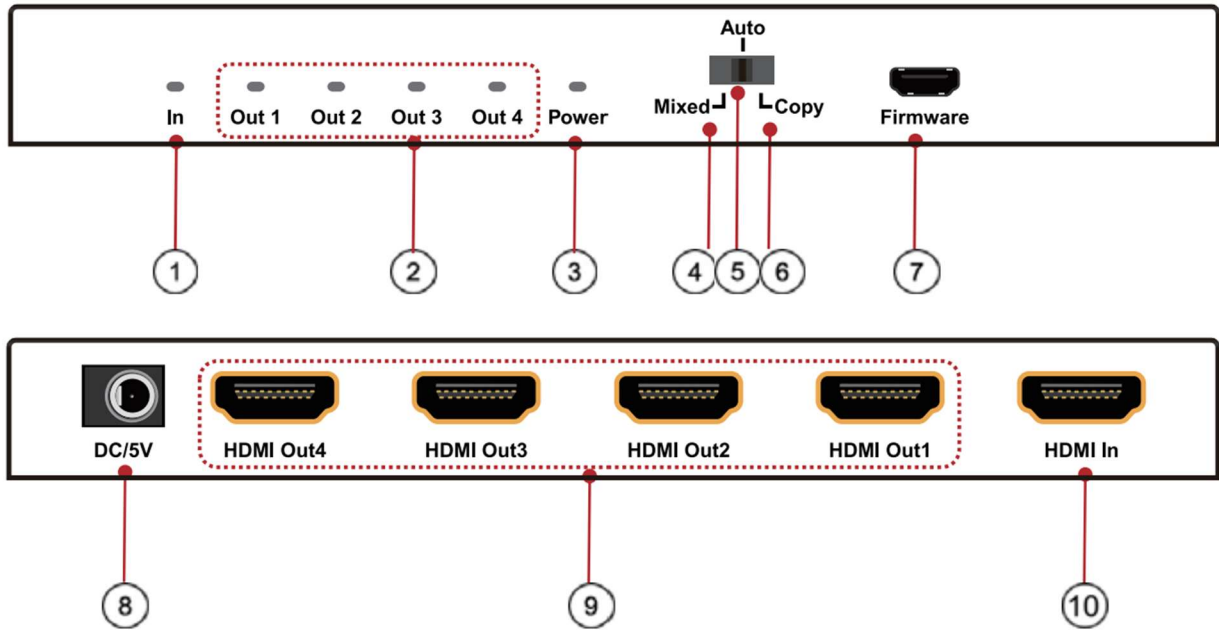 Auto
Mixed Copy
In Out 1 Out 2 Out 3 Out 4 Power Firmware
1 2 3 4 5 6 7
DC/5V HDMI Out4 HDMI Out3 HDMI Out2 HDMI Out1 HDMI In
8 9 10